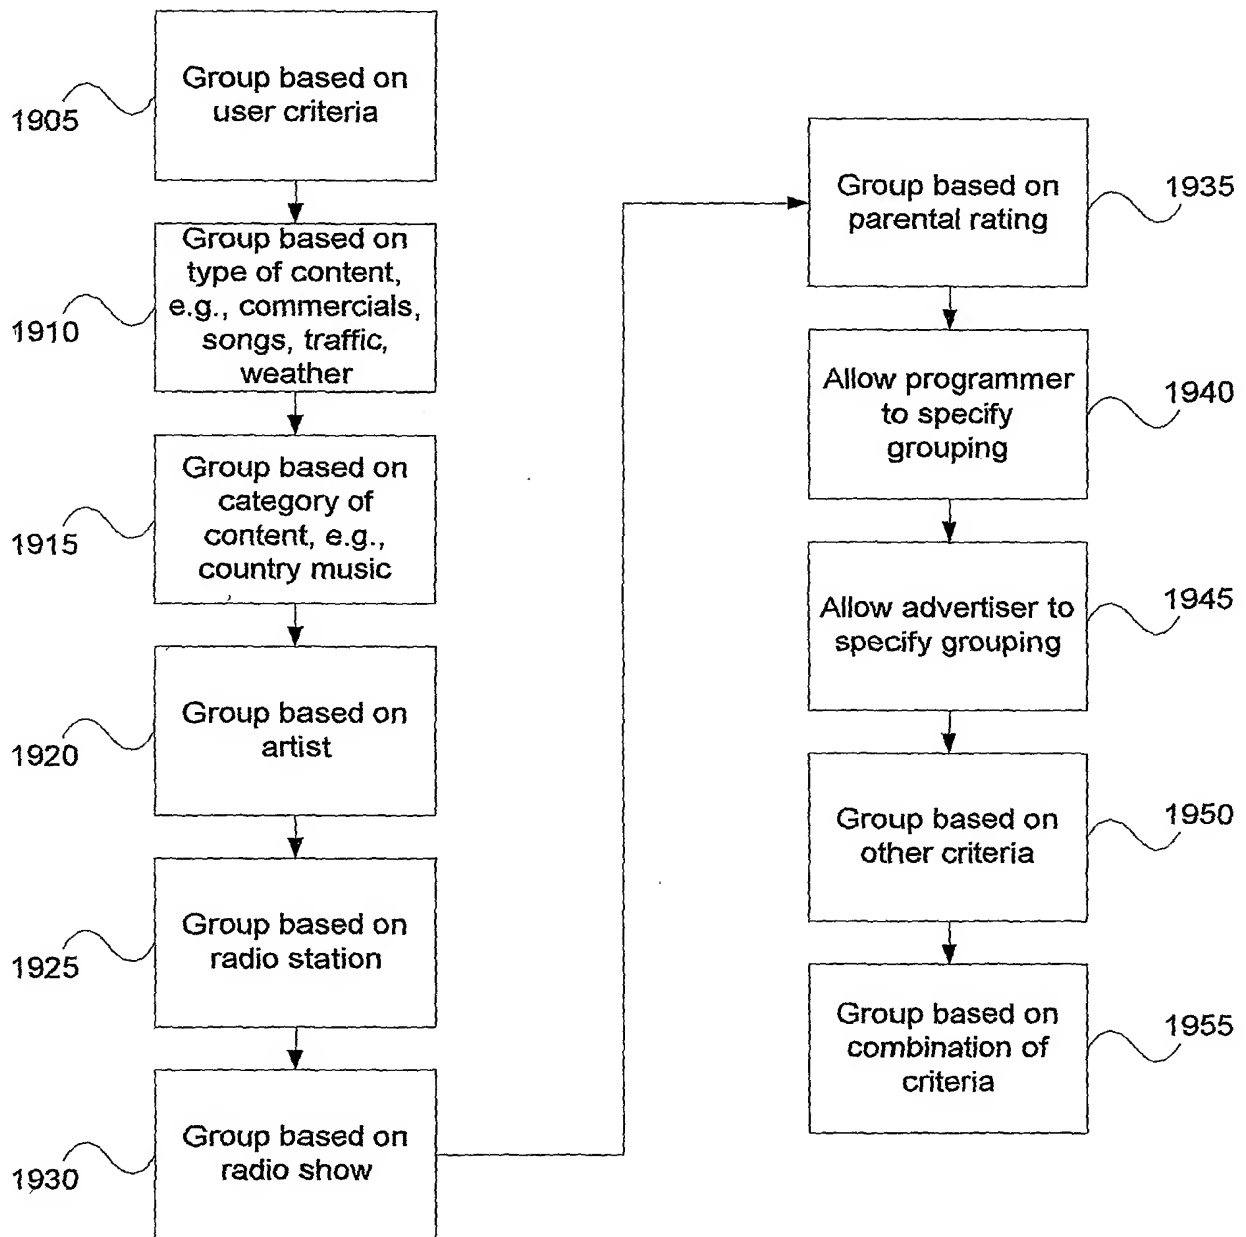 Group based on
user criteria
1905
Group based on
type of content,
e.g., commercials,
songs, traffic,
weather
1910
Group based on
category of
content, e.g.,
country music
1915
Group based on
artist
1920
Group based on
radio station
1925
Group based on
radio show
1930
Group based on
parental rating
1935
Allow programmer
to specify
grouping
1940
Allow advertiser to
specify grouping
1945
Group based on
other criteria
1950
Group based on
combination of
criteria
1955